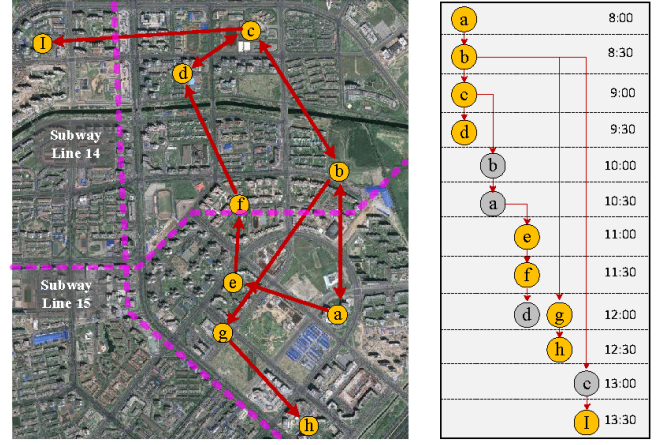 I
c
d
Subway
Line 14
b
f
Subway
Line 15
e
a
g
h
a 8:00
b 8:30
c 9:00
d 9:30
b 10:00
a 10:30
e 11:00
f 11:30
d g 12:00
h 12:30
c 13:00
I 13:30